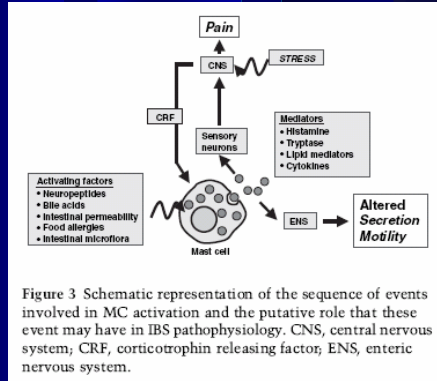 Pain
CNS
STRESS
CRF
Mediators
• Histamine
• Tryptase
• Lipid mediators
• Cytokines
Sensory
neurons
Activating factors
• Neuropeptides
• Bile acids
• Intestinal permeability
• Food allergies
• Intestinal microflora
Mast cell
ENS
Altered
Secretion
Motility
Figure 3 Schematic representation of the sequence of events
involved in MC activation and the putative role that these
event may have in IBS pathophysiology. CNS, central nervous
system; CRF, corticotrophin releasing factor; ENS, enteric
nervous system.